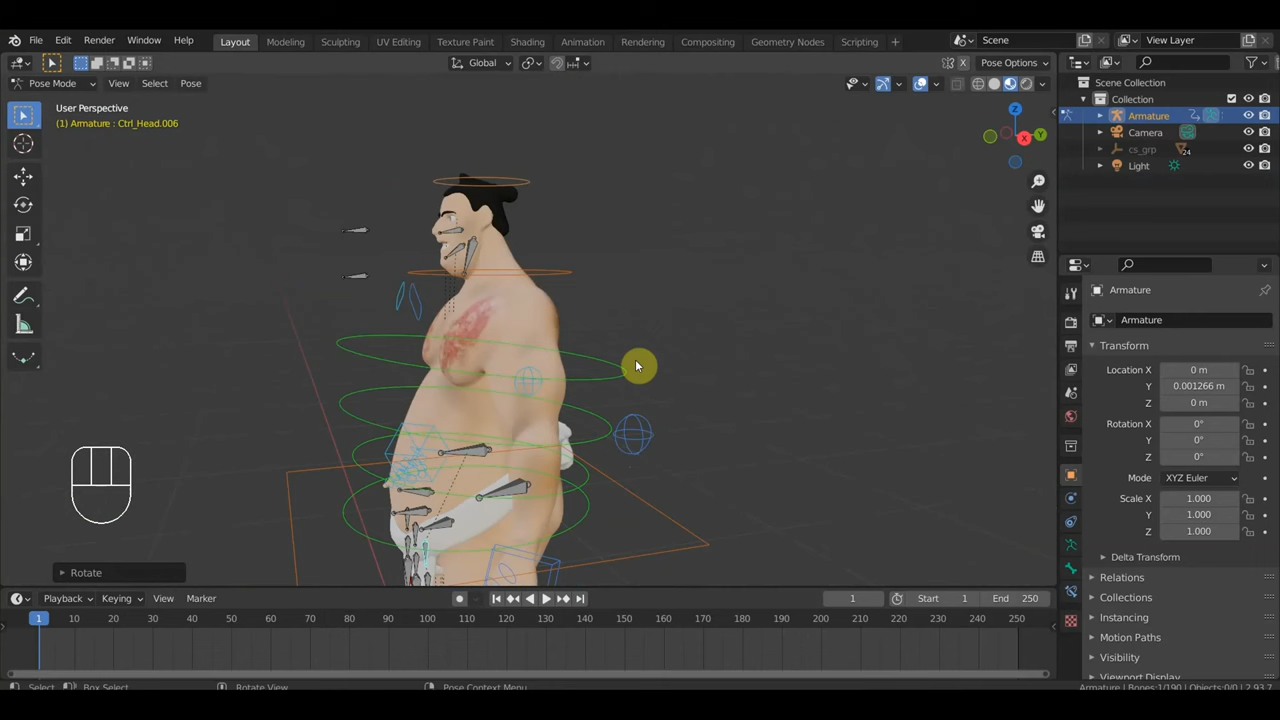 File Edit Render Window Help Layout Modeling Sculpting UV Editing Texture Paint Shading Animation Rendering Compositing Geometry Nodes Scripting + Scene View Layer
Global X Pose Options
Pose Mode View Select Pose
User Perspective
(1) Armature : Ctrl_Head.006
Z
Y
X
Rotate
Scene Collection
Collection
Armature
Camera
cs_grp 24
Light
Armature
Armature
Transform
Location X 0 m
Y 0.001266 m
Z 0 m
Rotation X 0°
Y 0°
Z 0°
Mode XYZ Euler
Scale X 1.000
Y 1.000
Z 1.000
Delta Transform
Relations
Collections
Instancing
Motion Paths
Visibility
Viewport Display
Playback Keying View Marker 1 Start 1 End 250
1 10 20 30 40 50 60 70 80 90 100 110 120 130 140 150 160 170 180 190 200 210 220 230 240 250
Select Box Select Rotate View Pose Context Menu Armature | Bones:1/190 | Objects:0/0 | 2.93.7